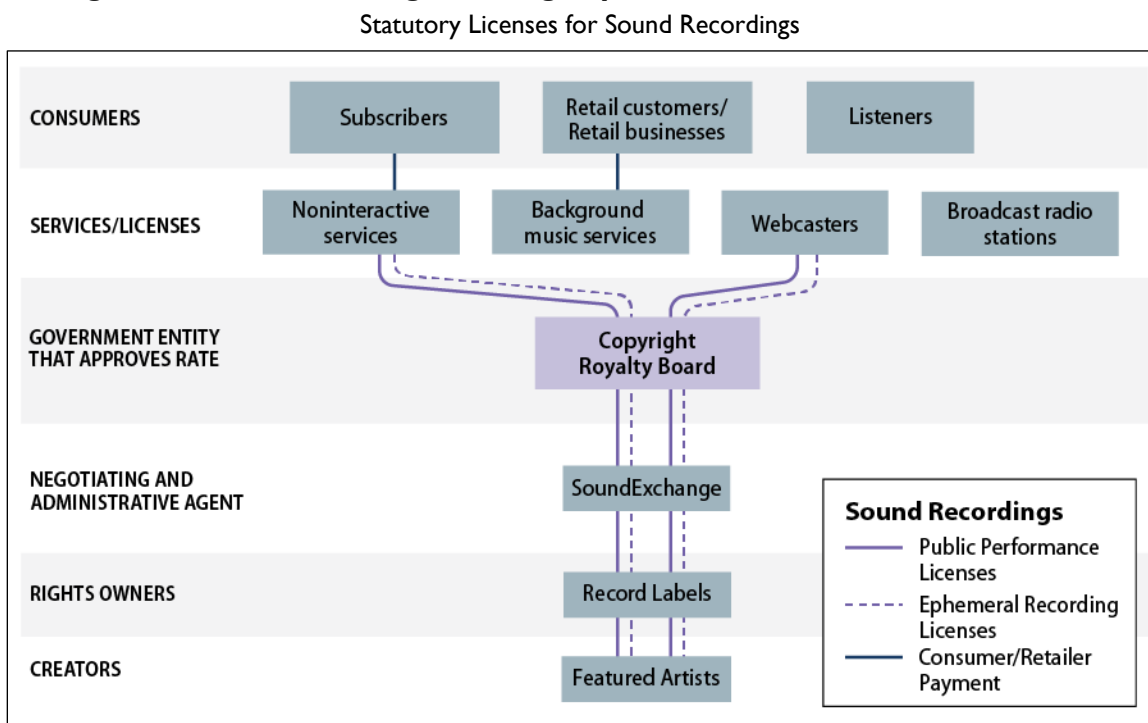 Statutory Licenses for Sound Recordings
CONSUMERS
Subscribers
Retail customers/
Retail businesses
Listeners
SERVICES/LICENSES
Noninteractive
services
Background
music services
Webcasters
Broadcast radio
stations
GOVERNMENT ENTITY
THAT APPROVES RATE
Copyright
Royalty Board
NEGOTIATING AND
ADMINISTRATIVE AGENT
SoundExchange
RIGHTS OWNERS
Record Labels
CREATORS
Featured Artists
Sound Recordings
Public Performance
Licenses
Ephemeral Recording
Licenses
Consumer/Retailer
Payment